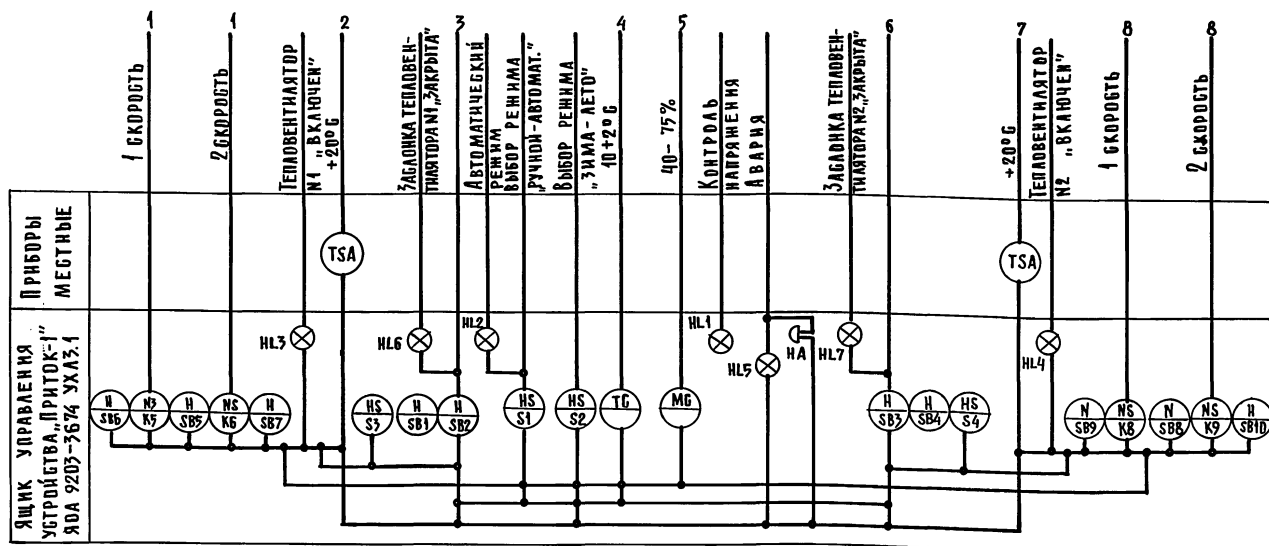 1
1 СКОРОСТЬ
1
2 СКОРОСТЬ
ТЕПЛОВЕНТИЛЯТОР
N1 „ВКЛЮЧЕН"
2
+20°С
ЗАСЛОНКА ТЕПЛОВЕН-
ТИЛЯТОРА N1 „ЗАКРЫТА"
3
АВТОМАТИЧЕСКИЙ
РЕЖИМ
ВЫБОР РЕЖИМА
„РУЧНОЙ-АВТОМАТ."
ВЫБОР РЕЖИМА
„ЗИМА-ЛЕТО"
4
10+2°С
5
40-75%
КОНТРОЛЬ
НАПРЯЖЕНИЯ
АВАРИЯ
ЗАСЛОНКА ТЕПЛОВЕН-
ТИЛЯТОРА N2 „ЗАКРЫТА"
6
7
+20°С
ТЕПЛОВЕНТИЛЯТОР
N2 „ВКЛЮЧЕН"
8
1 СКОРОСТЬ
8
2 СКОРОСТЬ
ПРИБОРЫ
МЕСТНЫЕ
TSA
TSA
ЯЩИК УПРАВЛЕНИЯ
УСТРОЙСТВА „ПРИТОК-1"
ЯОА 9203-3674 УХЛ3.1
HL3
HL6
HL2
HL1
HL5
HA
HL7
HL4
H
SB6
NS
K5
H
SB5
NS
K6
H
SB7
HS
S3
H
SB1
H
SB2
HS
S1
HS
S2
TC
MC
H
SB3
H
SB4
HS
S4
N
SB9
NS
K8
N
SB8
NS
K9
H
SB10